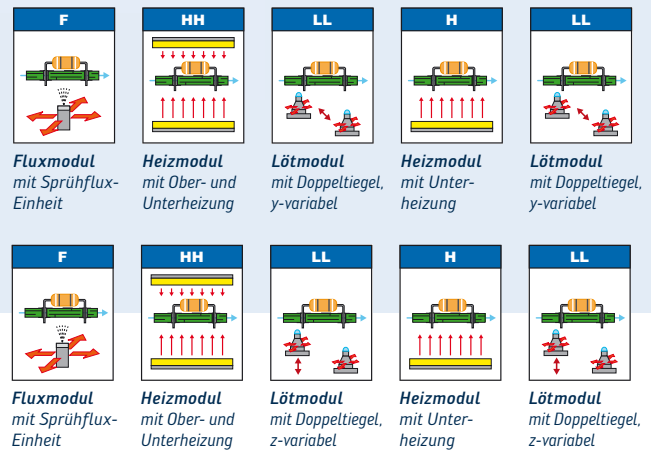 F HH LL H LL
Fluxmodul Heizmodul Lötmodul Heizmodul Lötmodul
mit Sprühflux- mit Ober- und mit Doppeltiegel, mit Unter- mit Doppeltiegel,
Einheit Unterheizung y-variabel heizung y-variabel
F HH LL H LL
Fluxmodul Heizmodul Lötmodul Heizmodul Lötmodul
mit Sprühflux- mit Ober- und mit Doppeltiegel, mit Unter- mit Doppeltiegel,
Einheit Unterheizung z-variabel heizung z-variabel